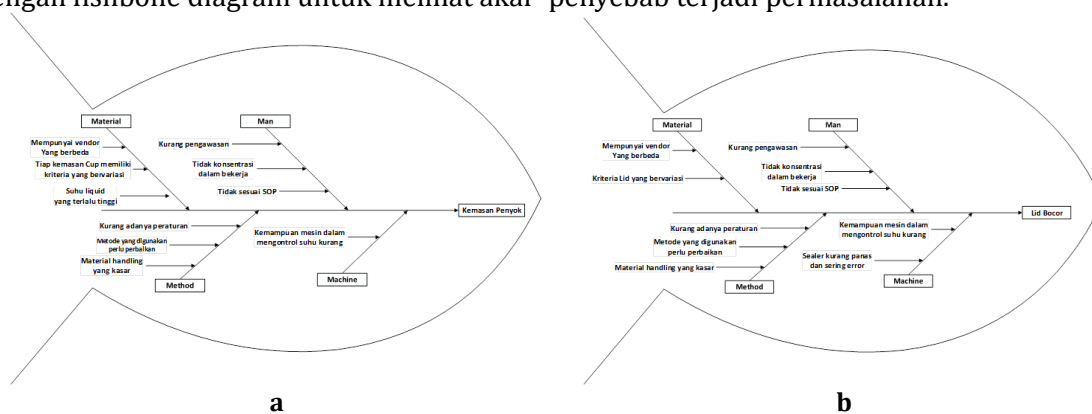 dengan fishbone diagram untuk melihat akar penyebab terjadi permasalahan.
Material
Man
Mempunyai vendor
Yang berbeda
Tiap kemasan Cup memiliki
kriteria yang bervariasi
Suhu liquid
yang terlalu tinggi
Kurang pengawasan
Tidak konsentrasi
dalam bekerja
Tidak sesuai SOP
Kemasan Penyok
Kurang adanya peraturan
Metode yang digunakan
perlu perbaikan
Material handling
yang kasar
Kemampuan mesin dalam
mengontrol suhu kurang
Method
Machine
a
Material
Man
Mempunyai vendor
Yang berbeda
Kriteria Lid yang bervariasi
Kurang pengawasan
Tidak konsentrasi
dalam bekerja
Tidak sesuai SOP
Lid Bocor
Kurang adanya peraturan
Metode yang digunakan
perlu perbaikan
Material handling yang kasar
Kemampuan mesin dalam
mengontrol suhu kurang
Sealer kurang panas
dan sering error
Method
Machine
b